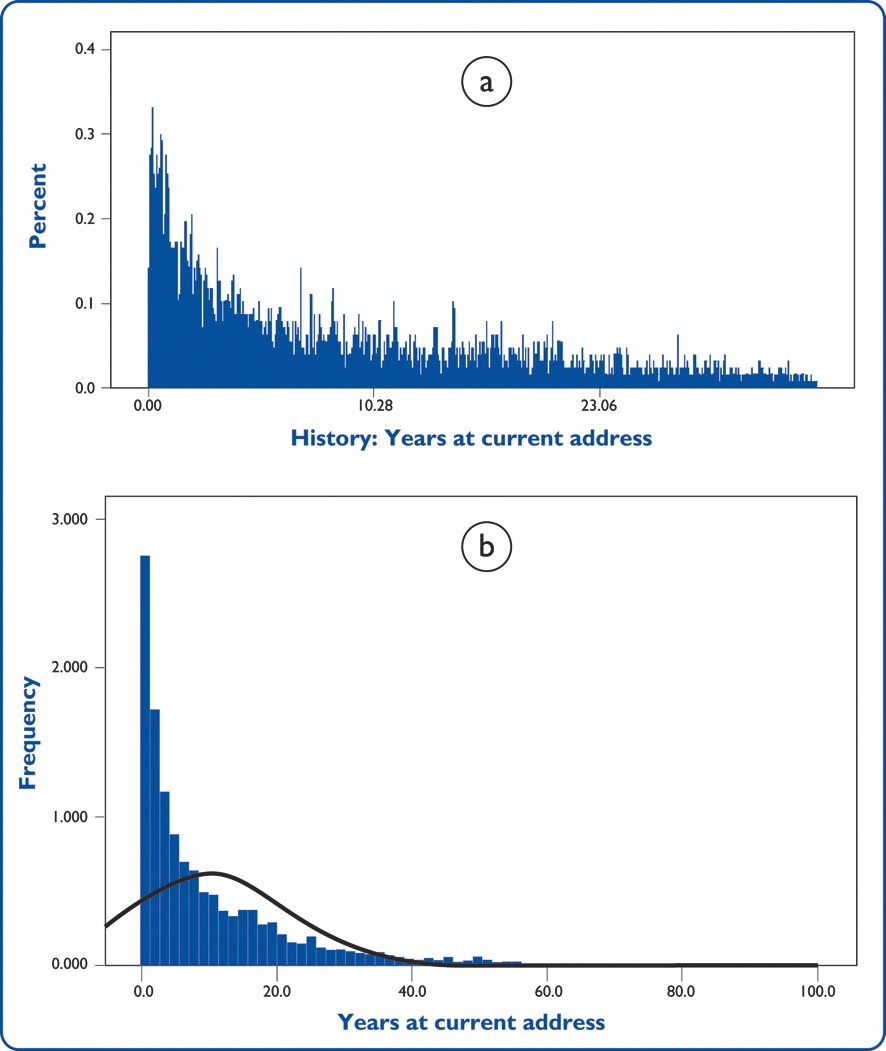 a
0.4
0.3
0.2
0.1
0.0
Percent
0.00 10.28 23.06
History: Years at current address
b
3.000
2.000
1.000
0.000
Frequency
0.0 20.0 40.0 60.0 80.0 100.0
Years at current address